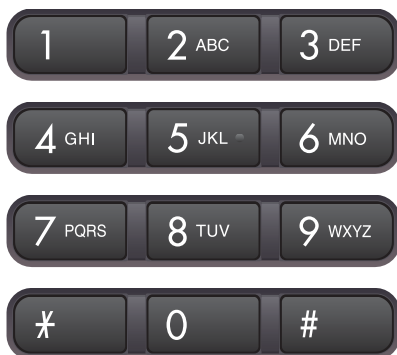 1 2 ABC 3 DEF
4 GHI 5 JKL 6 MNO
7 PQRS 8 TUV 9 WXYZ
* 0 #